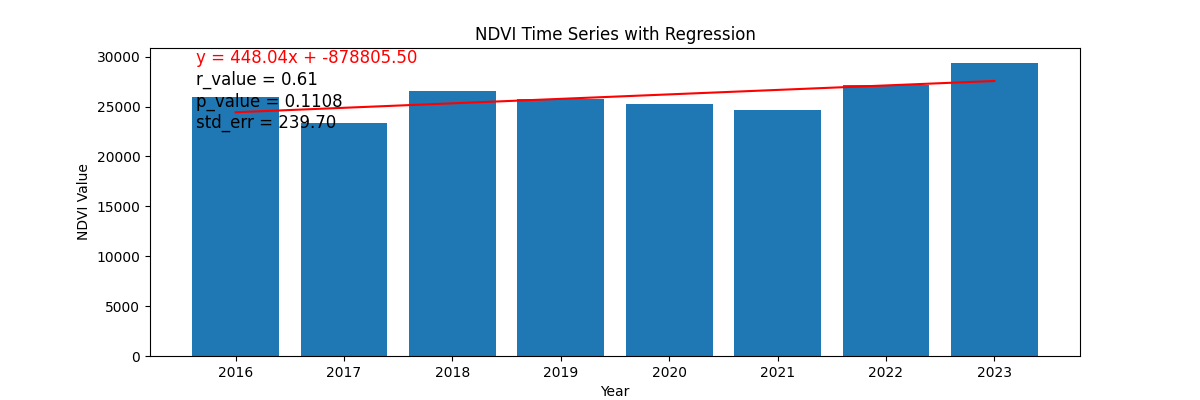 NDVI Time Series with Regression
y = 448.04x + -878805.50
r_value = 0.61
p_value = 0.1108
std_err = 239.70
30000
25000
20000
15000
10000
5000
0
NDVI Value
2016 2017 2018 2019 2020 2021 2022 2023
Year